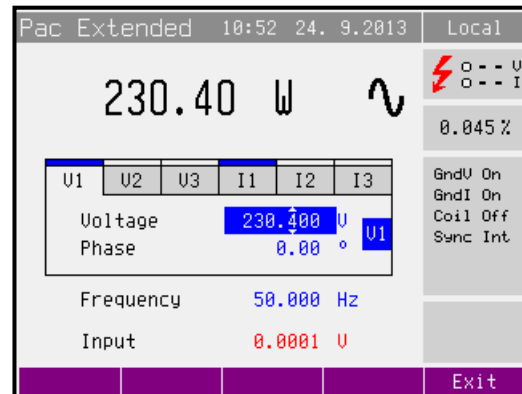 Pac Extended 10:52 24. 9.2013 Local
230.40 W
o-- V
o-- I
0.045 %
V1 V2 V3 I1 I2 I3
Voltage 230.400 V
Phase 0.00 °
V1
GndU On
GndI On
Coil Off
Sync Int
Frequency 50.000 Hz
Input 0.0001 V
Exit